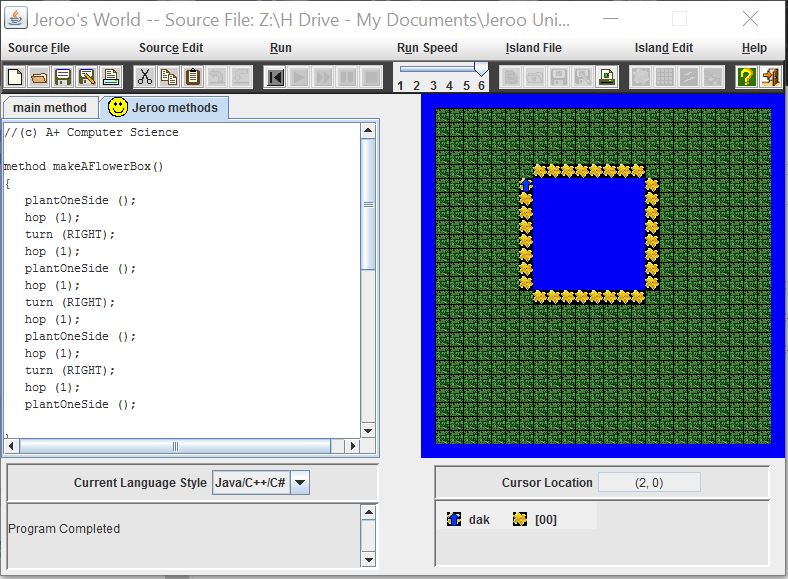 Jeroo's World -- Source File: Z:\H Drive - My Documents\Jeroo Uni...
Source File Source Edit Run Run Speed Island File Island Edit Help
1 2 3 4 5 6
main method Jeroo methods
//(c) A+ Computer Science
method makeAFlowerBox()
{
plantOneSide ();
hop (1);
turn (RIGHT);
hop (1);
plantOneSide ();
hop (1);
turn (RIGHT);
hop (1);
plantOneSide ();
hop (1);
turn (RIGHT);
hop (1);
plantOneSide ();
}
Current Language Style Java/C++/C#
Cursor Location (2, 0)
Program Completed
dak [00]